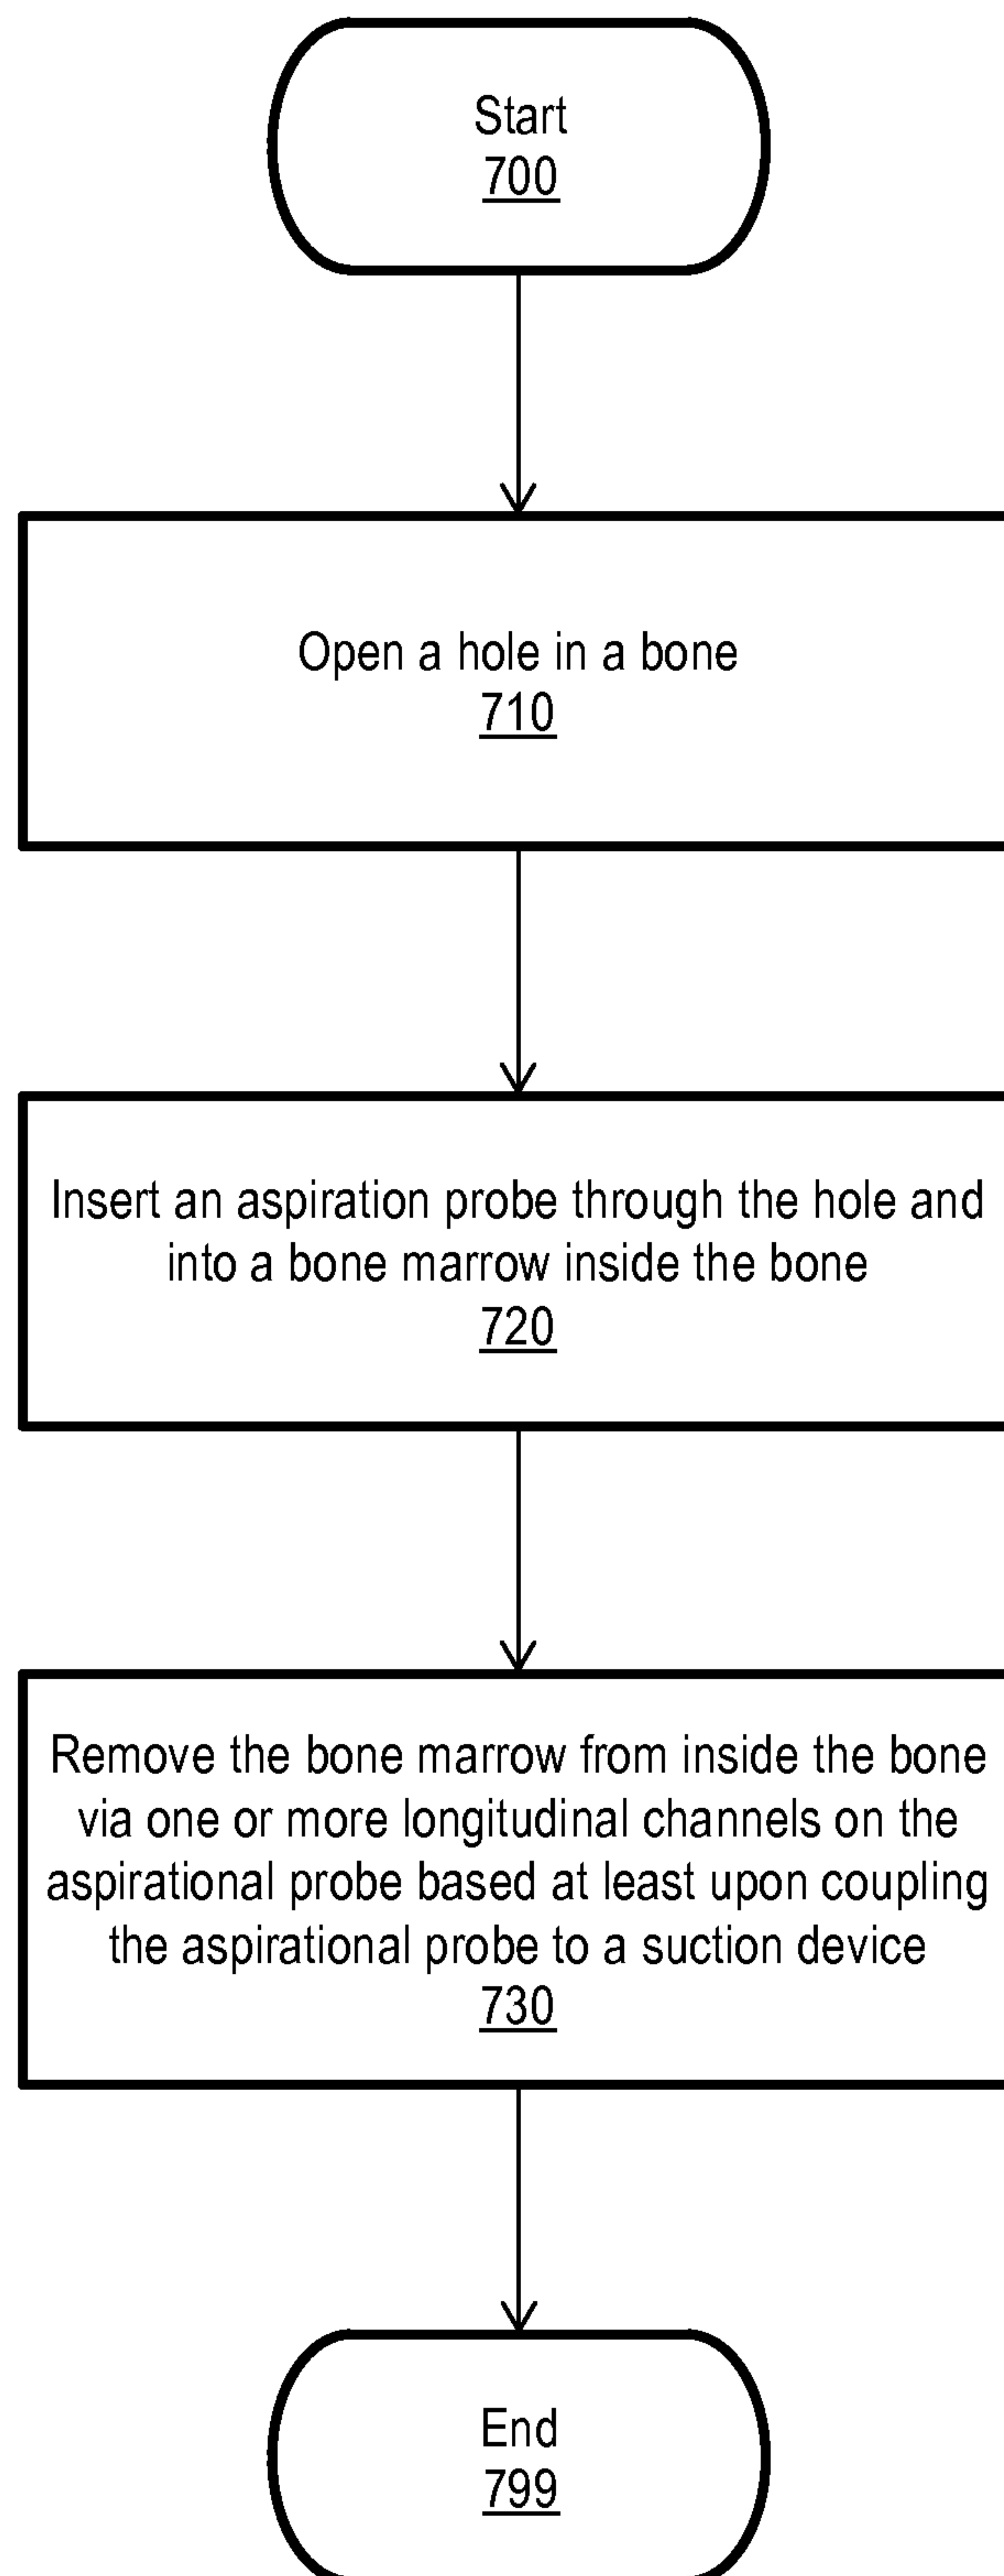 Start
700
Open a hole in a bone
710
Insert an aspiration probe through the hole and
into a bone marrow inside the bone
720
Remove the bone marrow from inside the bone
via one or more longitudinal channels on the
aspirational probe based at least upon coupling
the aspirational probe to a suction device
730
End
799